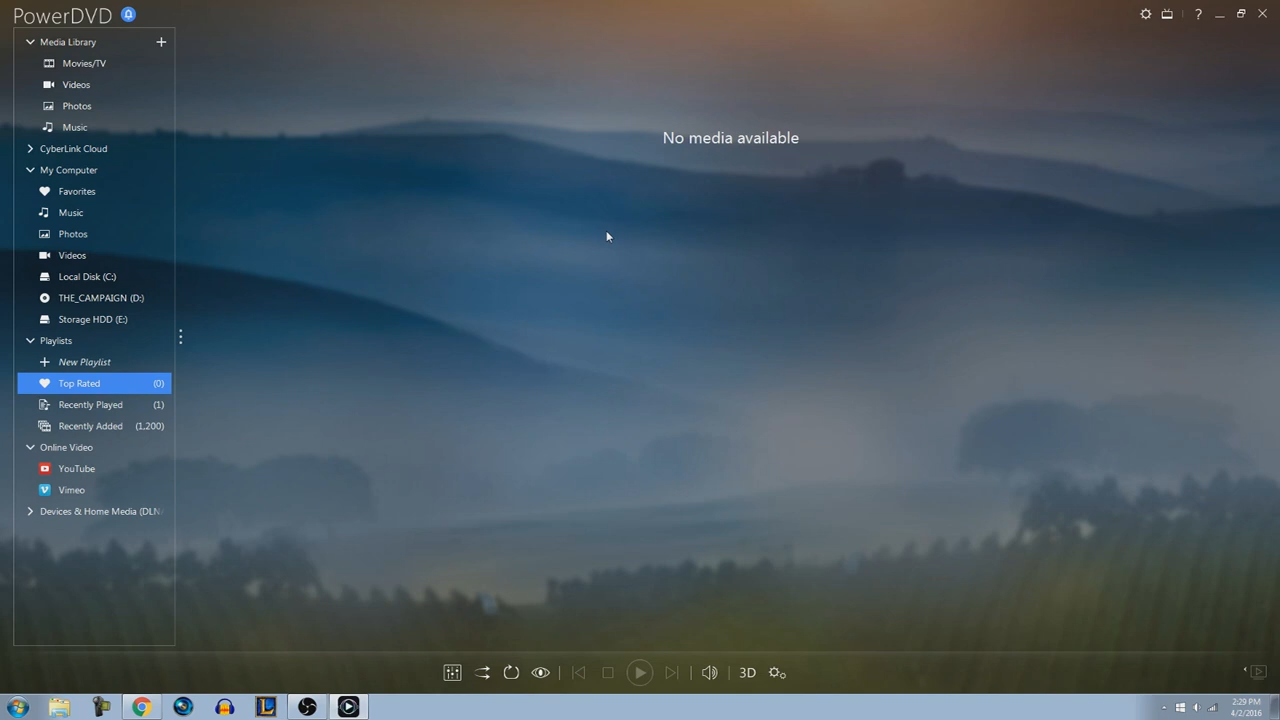 PowerDVD
Media Library
Movies/TV
Videos
Photos
Music
CyberLink Cloud
My Computer
Favorites
Music
Photos
Videos
Local Disk (C:)
THE_CAMPAIGN (D:)
Storage HDD (E:)
Playlists
New Playlist
Top Rated (0)
Recently Played (1)
Recently Added (1,200)
Online Video
YouTube
Vimeo
Devices & Home Media (DLN
No media available
3D
2:29 PM
4/2/2016